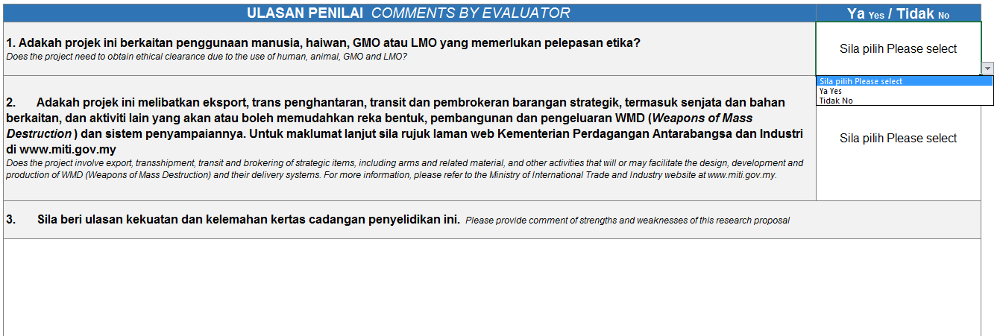 ULASAN PENILAI COMMENTS BY EVALUATOR
Ya Yes / Tidak No
1. Adakah projek ini berkaitan penggunaan manusia, haiwan, GMO atau LMO yang memerlukan pelepasan etika?
Does the project need to obtain ethical clearance due to the use of human, animal, GMO and LMO?
Sila pilih Please select
Sila pilih Please select
Ya Yes
Tidak No
2. Adakah projek ini melibatkan eksport, trans penghantaran, transit dan pembrokeran barangan strategik, termasuk senjata dan bahan
berkaitan, dan aktiviti lain yang akan atau boleh memudahkan reka bentuk, pembangunan dan pengeluaran WMD (Weapons of Mass
Destruction ) dan sistem penyampaiannya. Untuk maklumat lanjut sila rujuk laman web Kementerian Perdagangan Antarabangsa dan Industri
di www.miti.gov.my
Does the project involve export, transshipment, transit and brokering of strategic items, including arms and related material, and other activities that will or may facilitate the design, development and
production of WMD (Weapons of Mass Destruction) and their delivery systems. For more information, please refer to the Ministry of International Trade and Industry website at www.miti.gov.my.
Sila pilih Please select
3. Sila beri ulasan kekuatan dan kelemahan kertas cadangan penyelidikan ini. Please provide comment of strengths and weaknesses of this research proposal